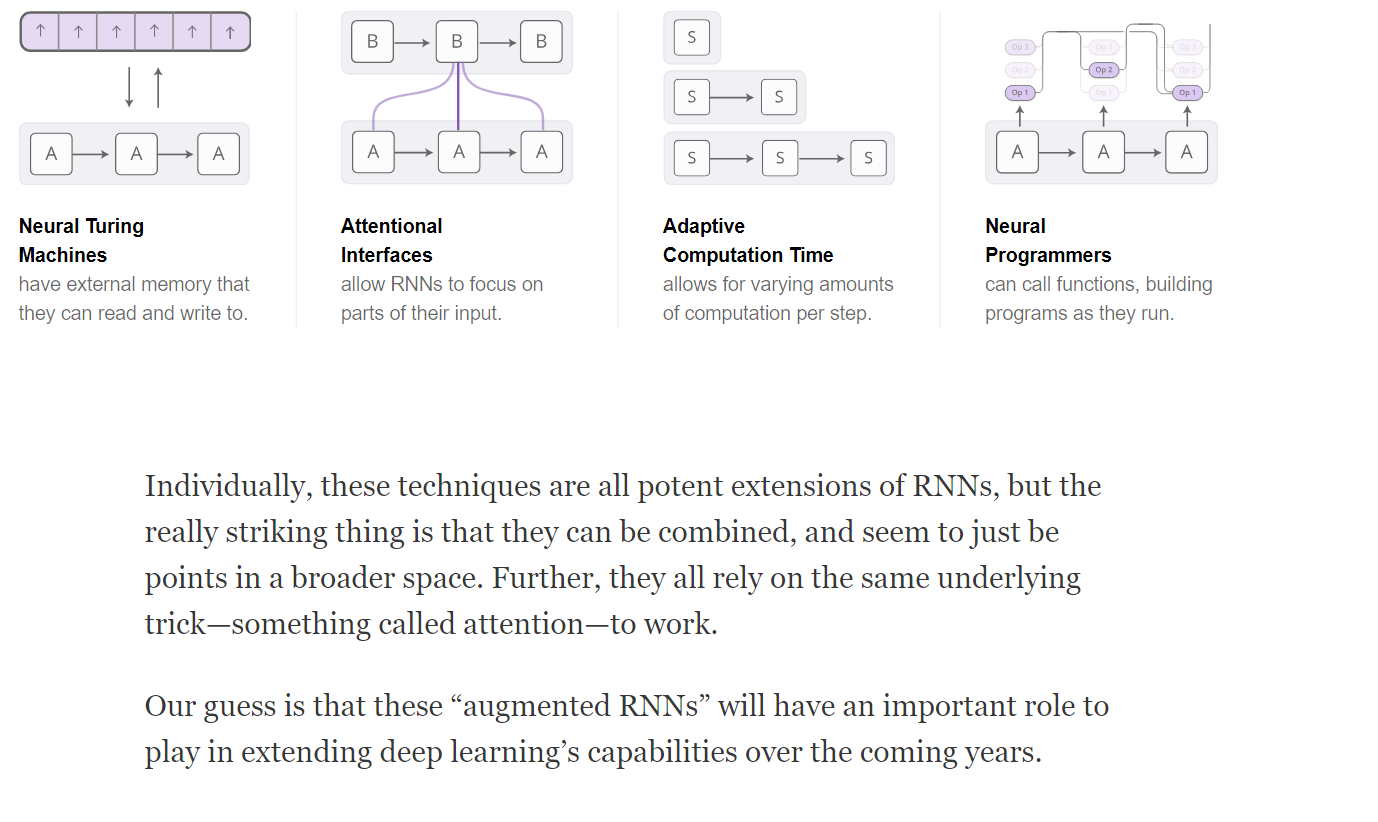 ↑ ↑ ↑ ↑ ↑ ↑
A A A
Neural Turing
Machines
have external memory that
they can read and write to.
B B B
A A A
Attentional
Interfaces
allow RNNs to focus on
parts of their input.
S
S S
S S S
Adaptive
Computation Time
allows for varying amounts
of computation per step.
Op 3 Op 3 Op 3
Op 2 Op 2 Op 2
Op 1 Op 1 Op 1
A A A
Neural
Programmers
can call functions, building
programs as they run.
Individually, these techniques are all potent extensions of RNNs, but the
really striking thing is that they can be combined, and seem to just be
points in a broader space. Further, they all rely on the same underlying
trick—something called attention—to work.
Our guess is that these “augmented RNNs” will have an important role to
play in extending deep learning’s capabilities over the coming years.